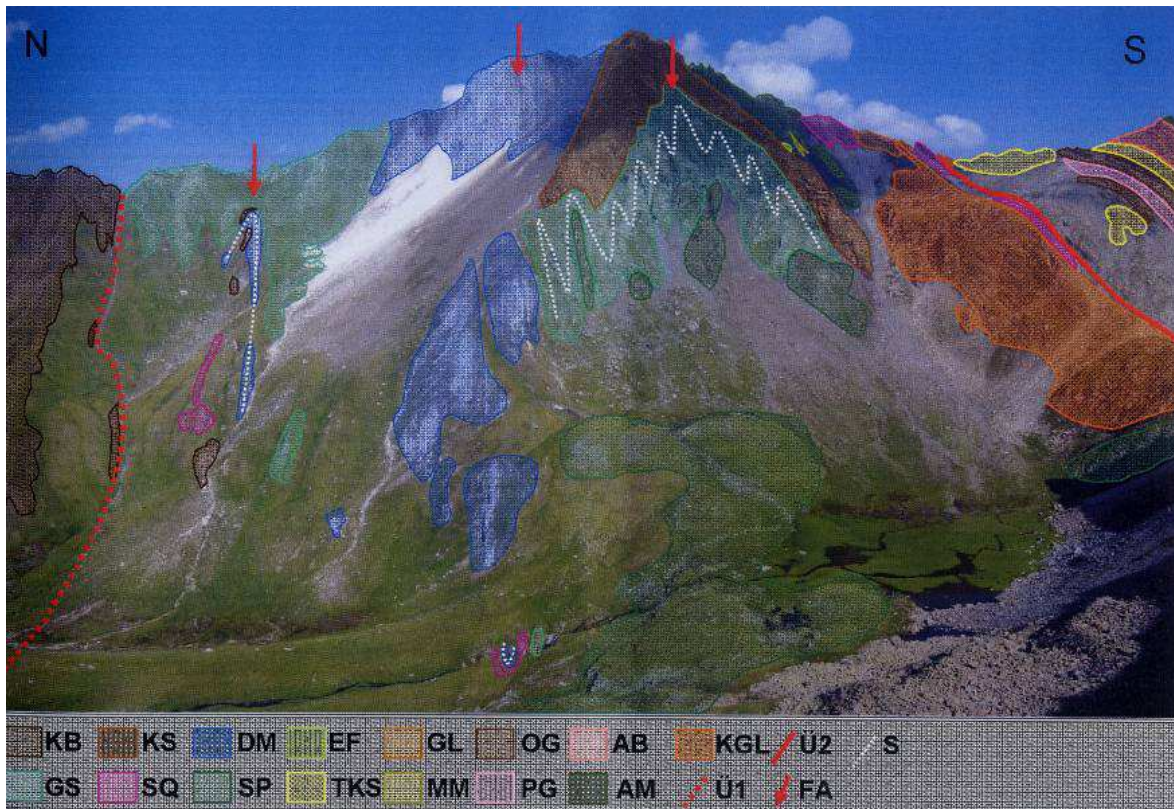 N S
KB KS DM EF GL OG AB KGL Ü2 S
GS SQ SP TKS MM PG AM Ü1 FA